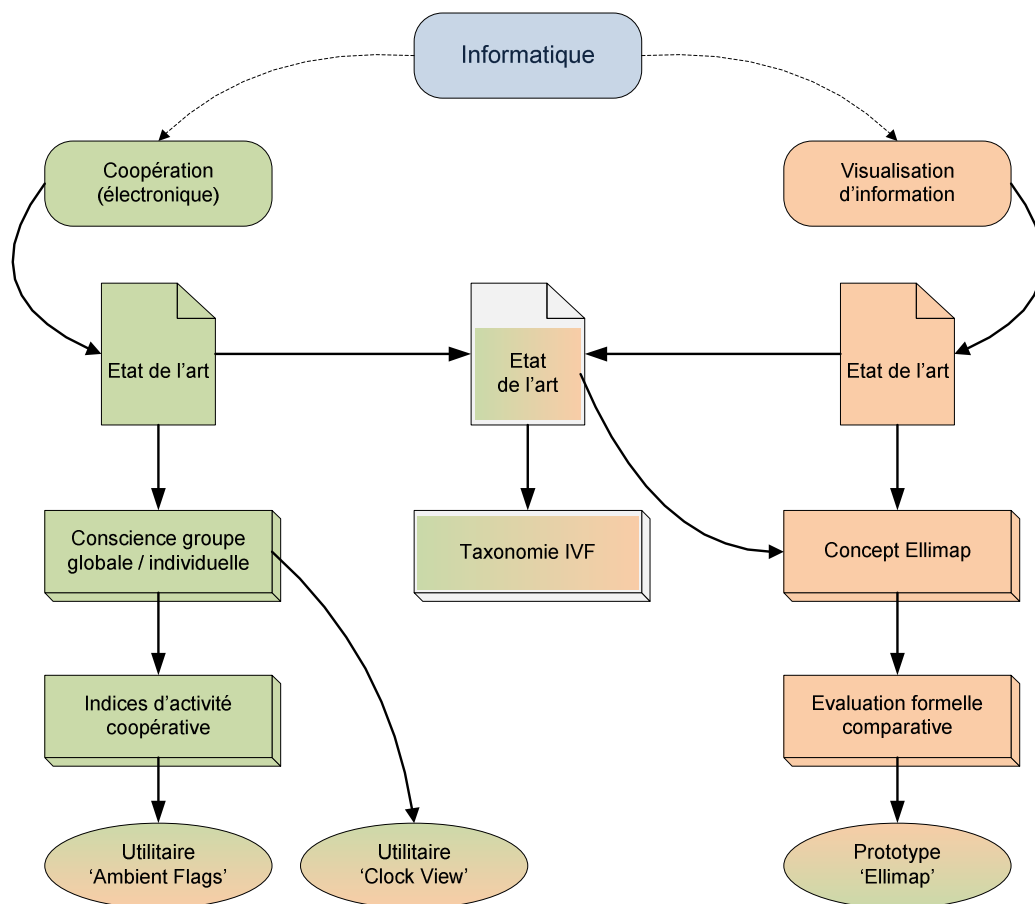 Informatique
Coopération
(électronique)
Visualisation
d’information
Etat de l’art
Etat
de l’art
Etat de l’art
Conscience groupe
globale / individuelle
Taxonomie IVF
Concept Ellimap
Indices d’activité
coopérative
Evaluation formelle
comparative
Utilitaire
‘Ambient Flags’
Utilitaire
‘Clock View’
Prototype
‘Ellimap’